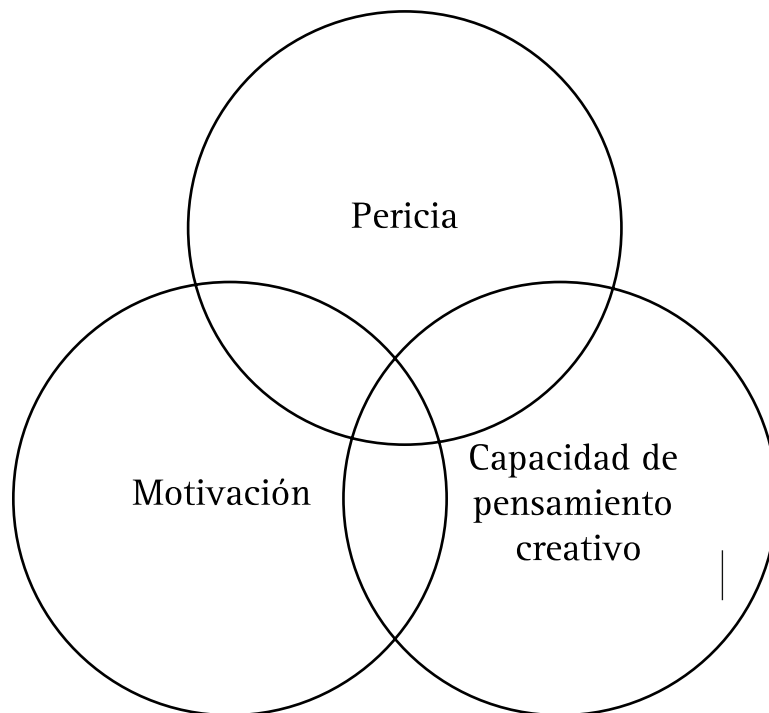 Pericia
Motivación
Capacidad de
pensamiento
creativo